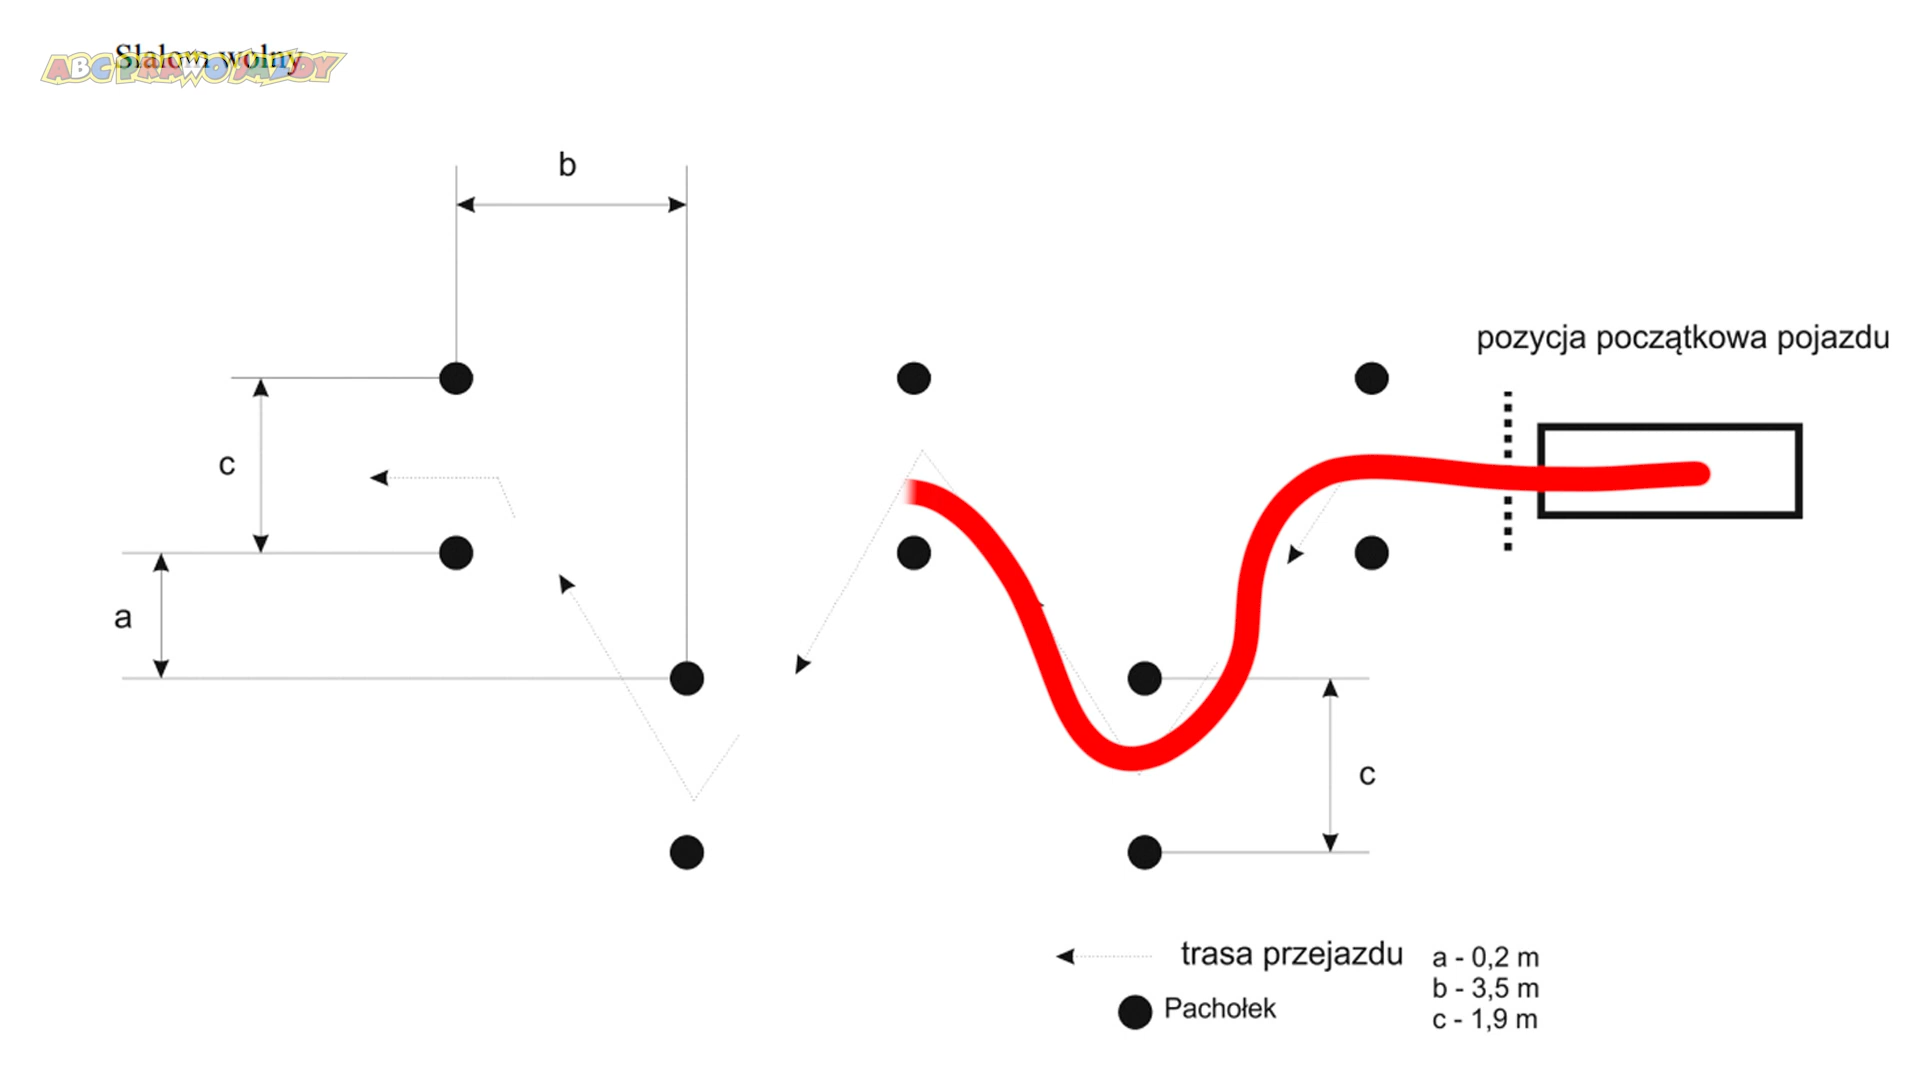 Slalom wolny
ABC PRAWO JAZDY
b
pozycja początkowa pojazdu
c
a
c
trasa przejazdu
Pachołek
a - 0,2 m
b - 3,5 m
c - 1,9 m